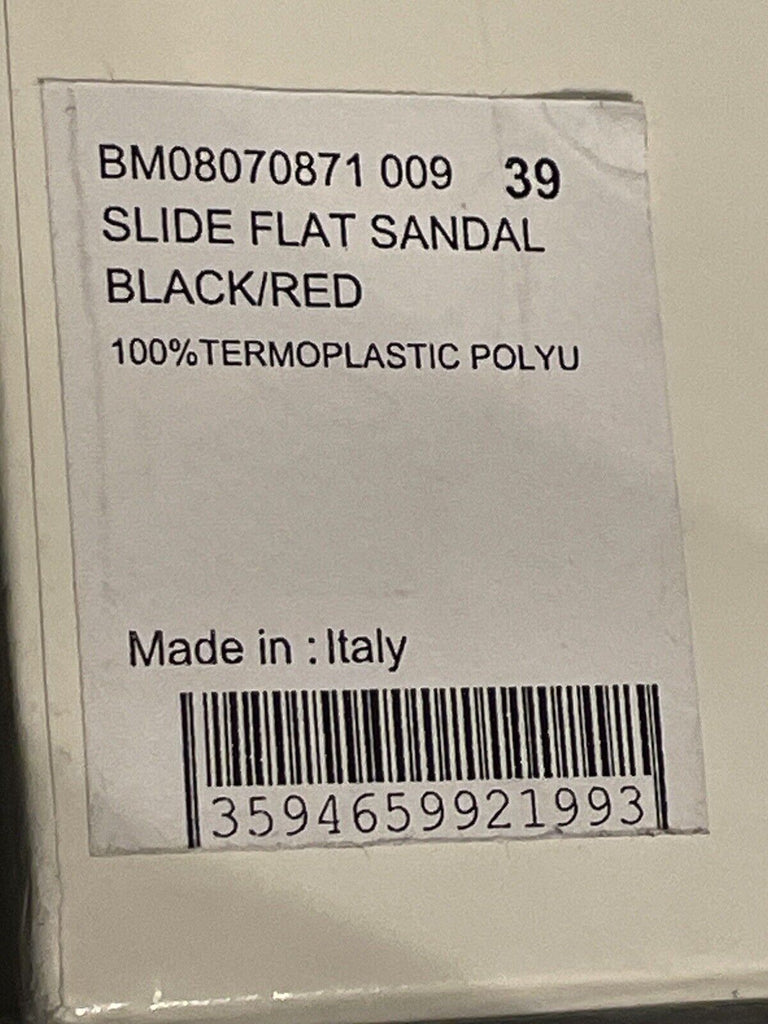 BM08070871 009 39
SLIDE FLAT SANDAL
BLACK/RED
100%TERMOPLASTIC POLYU
Made in : Italy
3594659921993